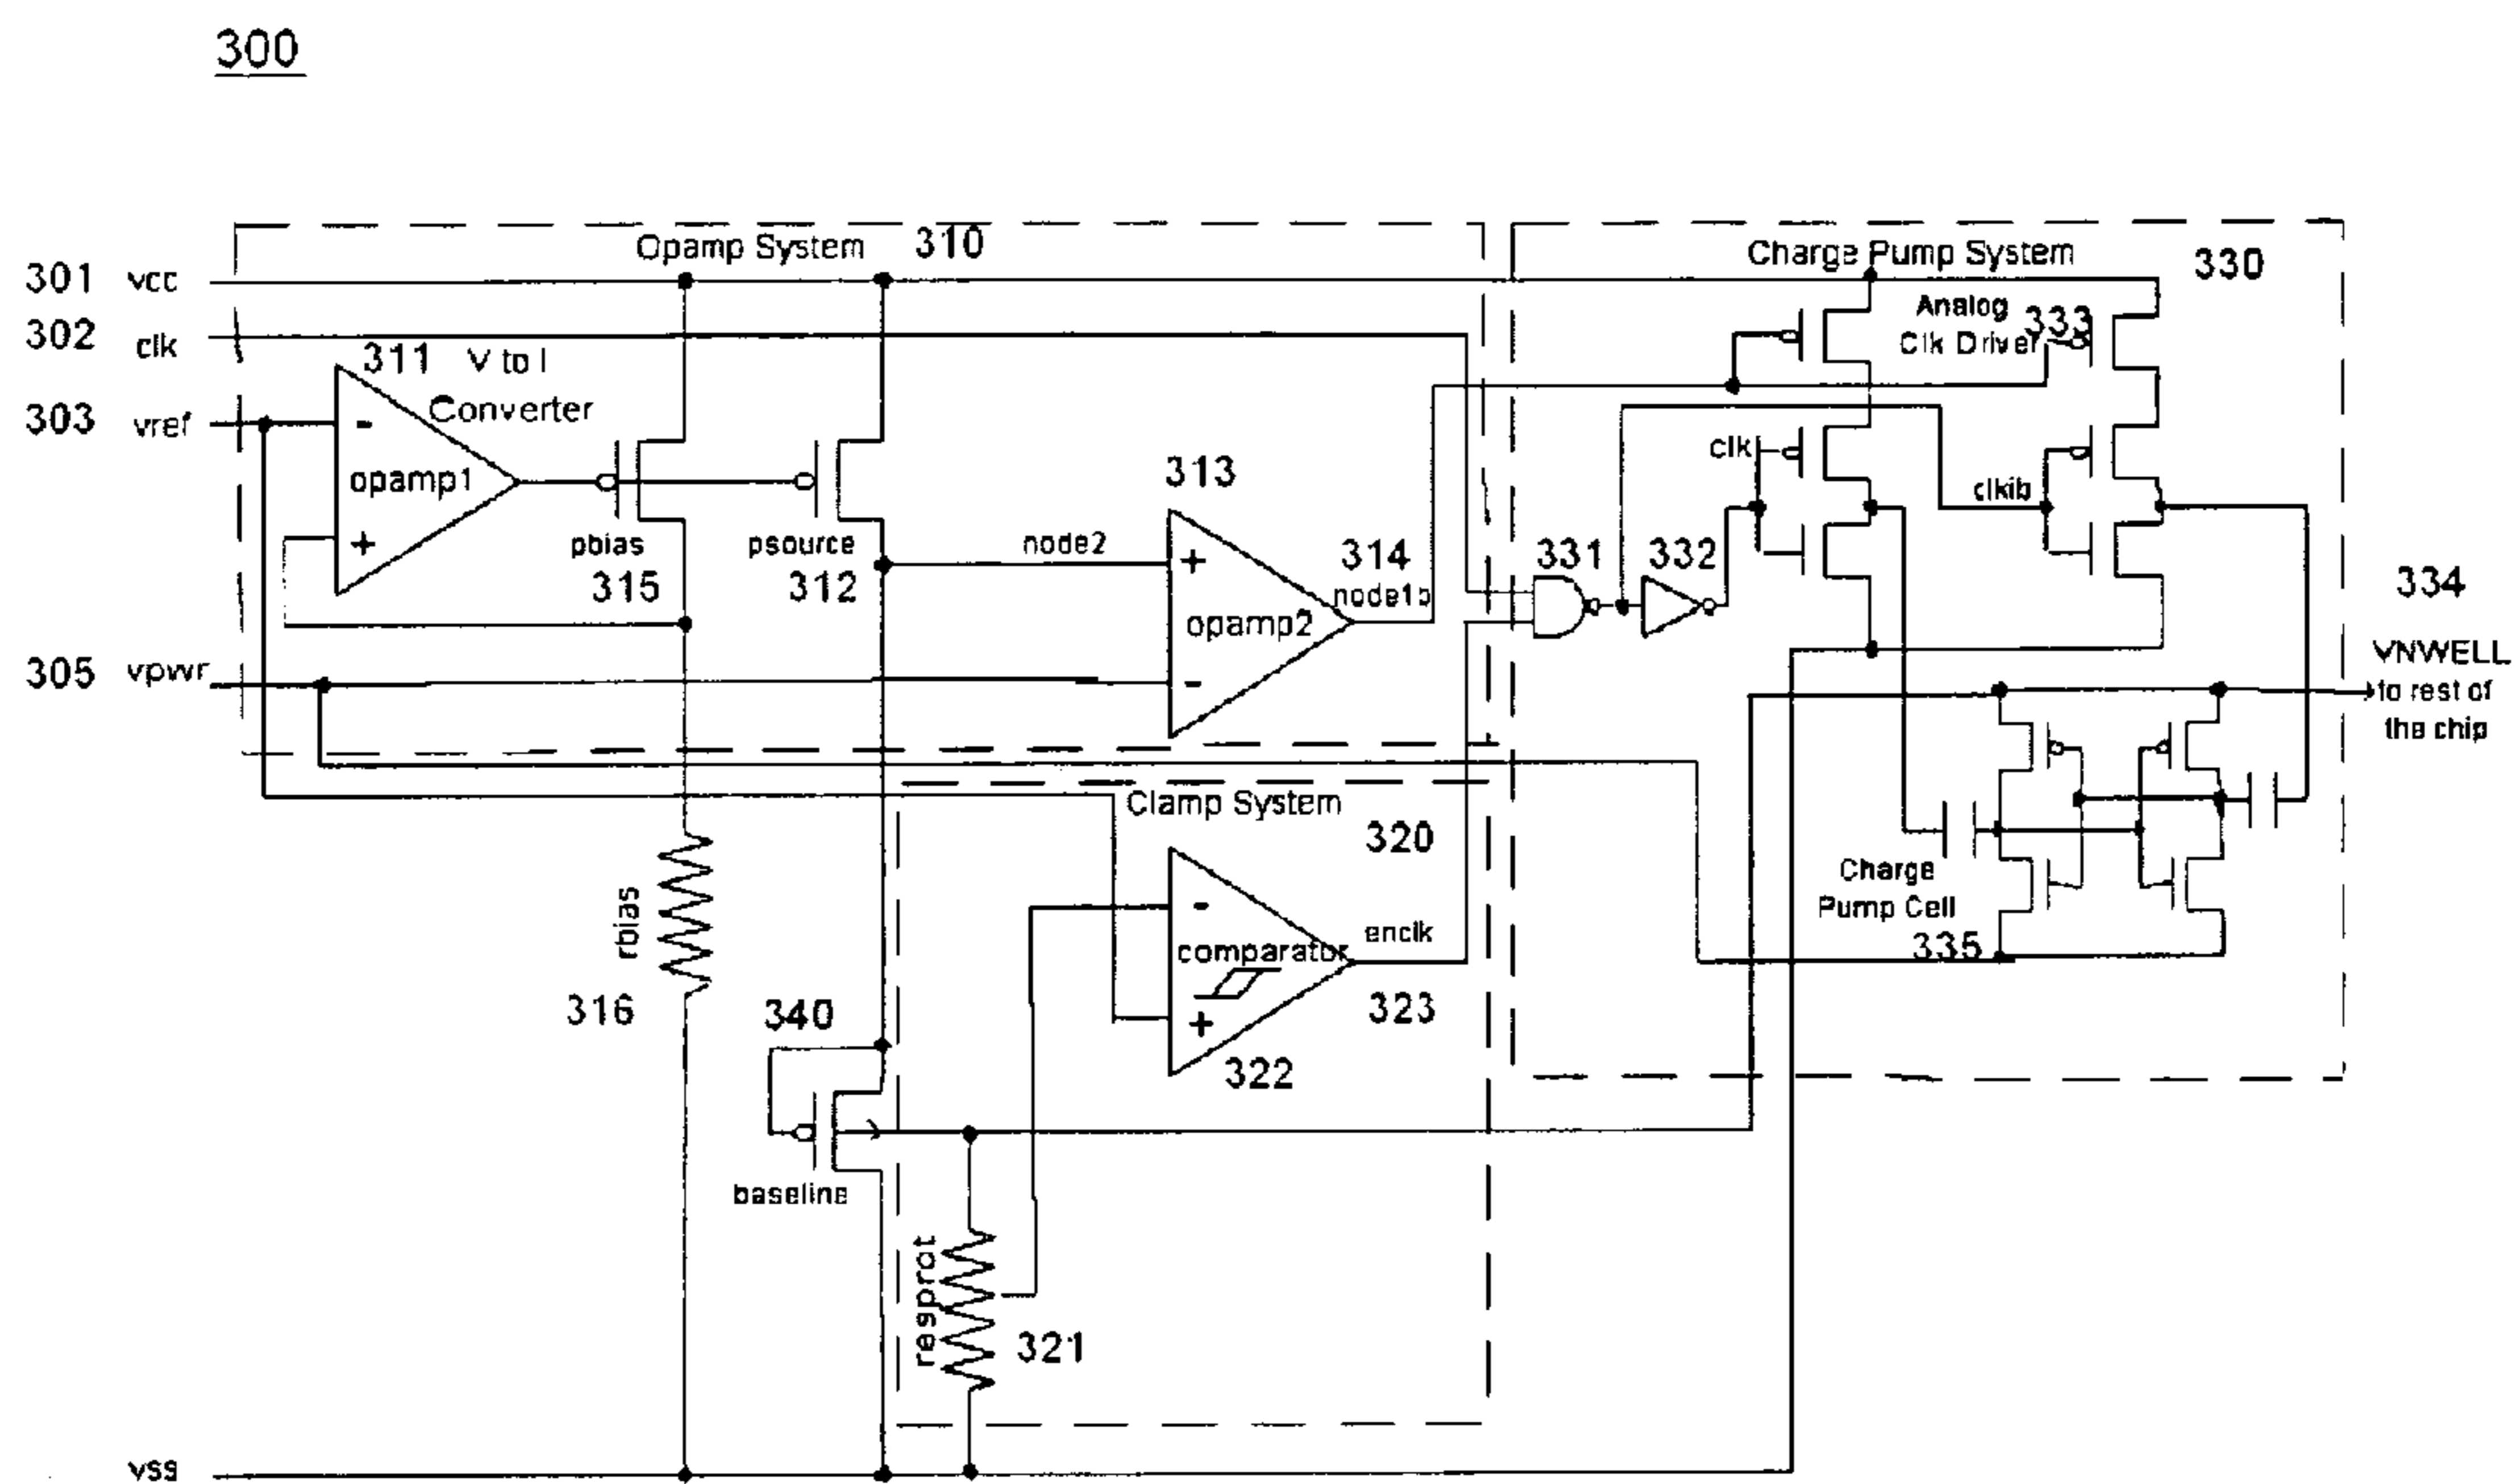 300
Opamp System
310
Charge Pump System
330
301 vcc
302 clk
303 vref
305 vpwr
311 V to I
Converter
-
opamp1
+
pbias
315
psource
312
node2
313
+
opamp2
-
314
node1b
Analog
Clk Driver
333
clk
clkib
331
332
334
VNWELL
to rest of
the chip
Clamp System
320
-
comparator
+
enclk
323
322
Charge
Pump Cell
335
rbias
316
340
baseline
resprot
321
vss